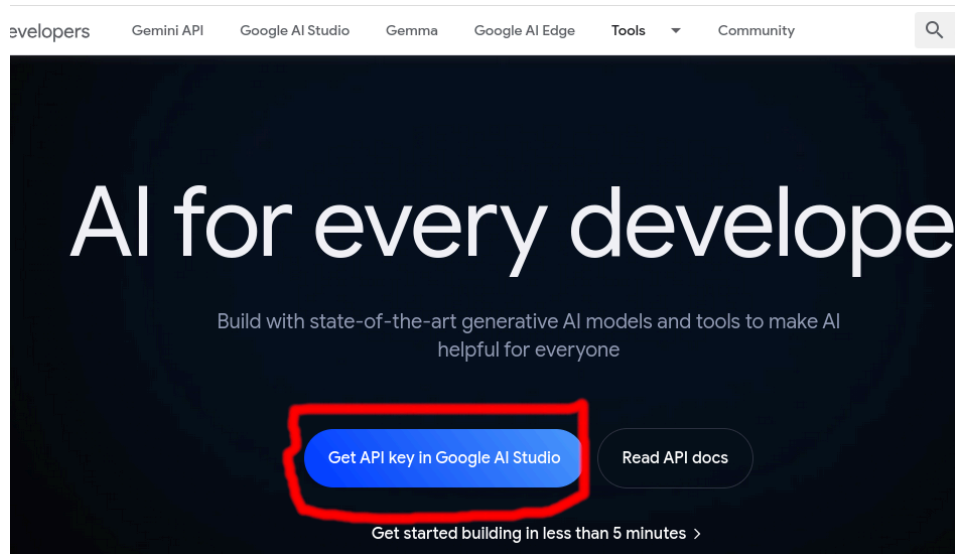 evelopers Gemini API Google AI Studio Gemma Google AI Edge Tools Community
AI for every develope
Build with state-of-the-art generative AI models and tools to make AI
helpful for everyone
Get API key in Google AI Studio Read API docs
Get started building in less than 5 minutes >